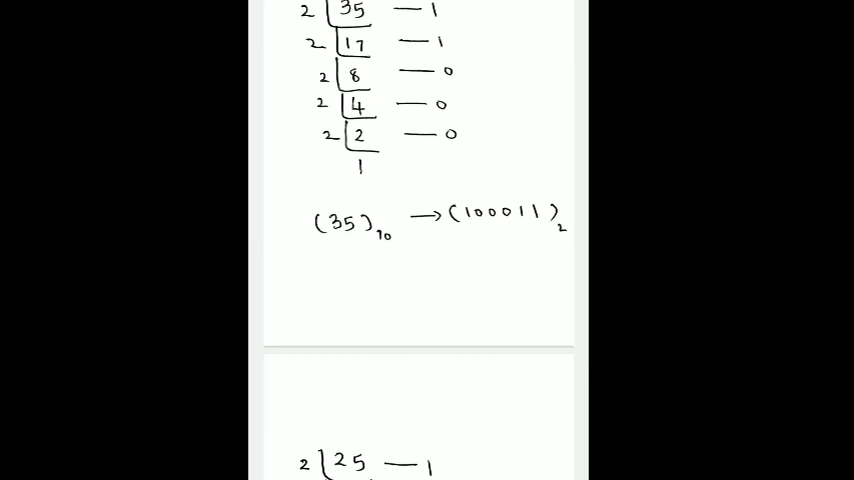 2 35 — 1
2 17 — 1
2 8 — 0
2 4 — 0
2 2 — 0
1
(35)10 → (100011)2
2 25 — 1